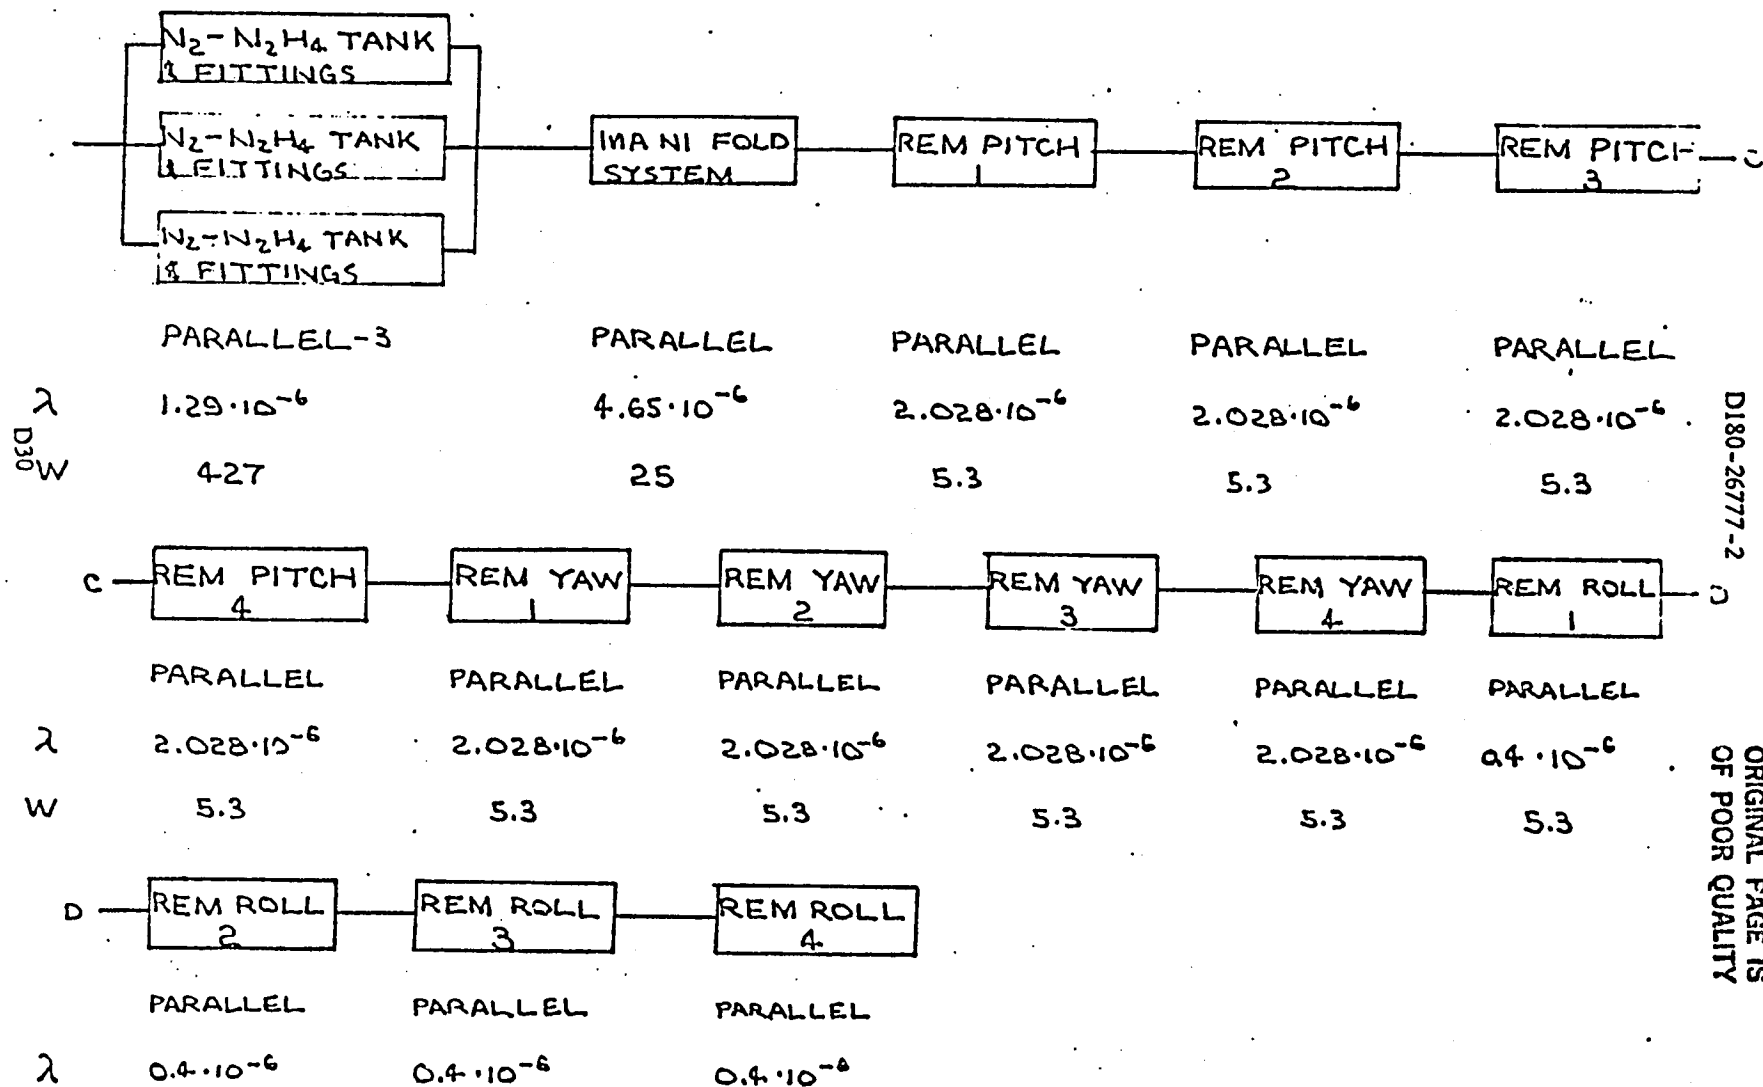 N₂-N₂H₄ TANK
& FITTINGS
N₂-N₂H₄ TANK
& FITTINGS
N₂-N₂H₄ TANK
& FITTINGS
MANIFOLD
SYSTEM
REM PITCH
1
REM PITCH
2
REM PITCH
3
C
PARALLEL-3 PARALLEL PARALLEL PARALLEL PARALLEL
λ 1.29·10⁻⁶ 4.65·10⁻⁶ 2.028·10⁻⁶ 2.028·10⁻⁶ 2.028·10⁻⁶
W 427 25 5.3 5.3 5.3
C
REM PITCH
4
REM YAW
1
REM YAW
2
REM YAW
3
REM YAW
4
REM ROLL
1
PARALLEL PARALLEL PARALLEL PARALLEL PARALLEL PARALLEL
λ 2.028·10⁻⁶ 2.028·10⁻⁶ 2.028·10⁻⁶ 2.028·10⁻⁶ 2.028·10⁻⁶ 0.4·10⁻⁶
W 5.3 5.3 5.3 5.3 5.3 5.3
D
REM ROLL
2
REM ROLL
3
REM ROLL
4
PARALLEL PARALLEL PARALLEL
λ 0.4·10⁻⁶ 0.4·10⁻⁶ 0.4·10⁻⁶
D30
D180-26777-2
ORIGINAL PAGE IS
OF POOR QUALITY